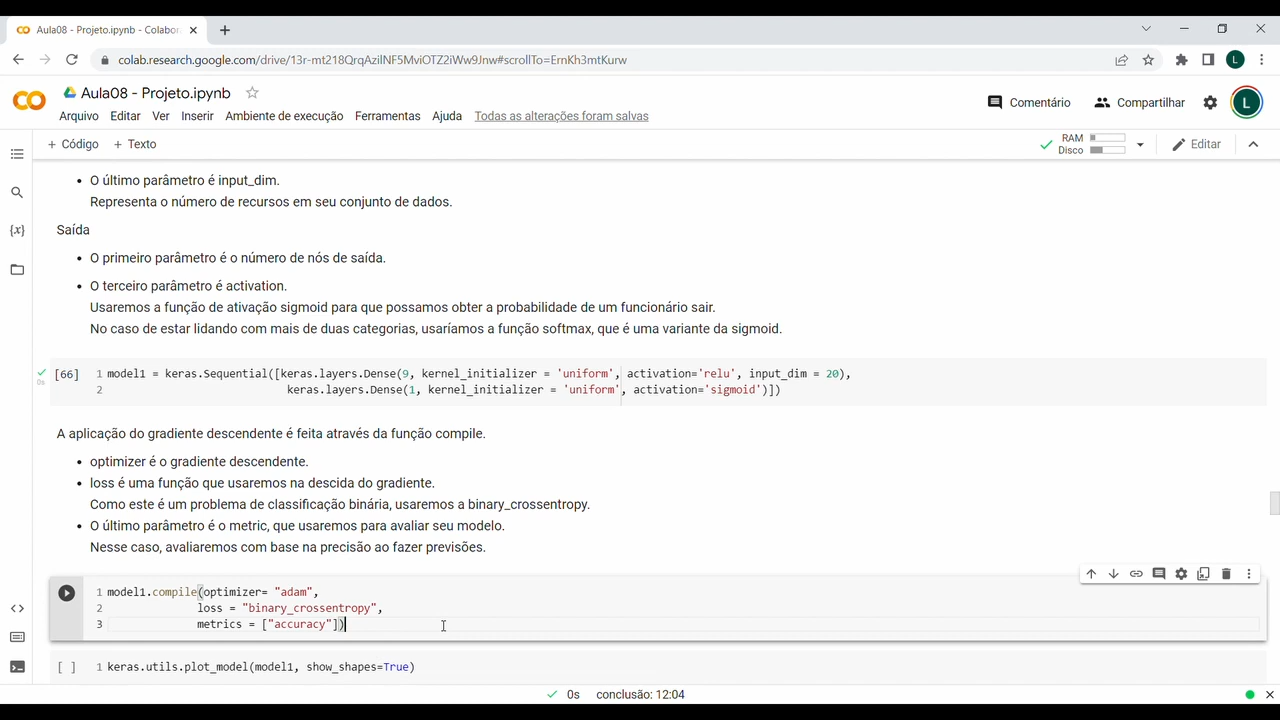 Aula08 - Projeto.ipynb - Colabor
colab.research.google.com/drive/13r-mt218QrqAzilNF5MviOTZ2iWw9Jnw#scrollTo=ErnKh3mtKurw
L
Aula08 - Projeto.ipynb
Comentário
Compartilhar
L
Arquivo Editar Ver Inserir Ambiente de execução Ferramentas Ajuda Todas as alterações foram salvas
+ Código + Texto
RAM
Disco
Editar
• O último parâmetro é input_dim.
Representa o número de recursos em seu conjunto de dados.
Saída
• O primeiro parâmetro é o número de nós de saída.
• O terceiro parâmetro é activation.
Usaremos a função de ativação sigmoid para que possamos obter a probabilidade de um funcionário sair.
No caso de estar lidando com mais de duas categorias, usaríamos a função softmax, que é uma variante da sigmoid.
0s
[66] 1 model1 = keras.Sequential([keras.layers.Dense(9, kernel_initializer = 'uniform', activation='relu', input_dim = 20),
2 keras.layers.Dense(1, kernel_initializer = 'uniform', activation='sigmoid')])
A aplicação do gradiente descendente é feita através da função compile.
• optimizer é o gradiente descendente.
• loss é uma função que usaremos na descida do gradiente.
Como este é um problema de classificação binária, usaremos a binary_crossentropy.
• O último parâmetro é o metric, que usaremos para avaliar seu modelo.
Nesse caso, avaliaremos com base na precisão ao fazer previsões.
1 model1.compile(optimizer= "adam",
2 loss = "binary_crossentropy",
3 metrics = ["accuracy"])
[ ] 1 keras.utils.plot_model(model1, show_shapes=True)
0s conclusão: 12:04